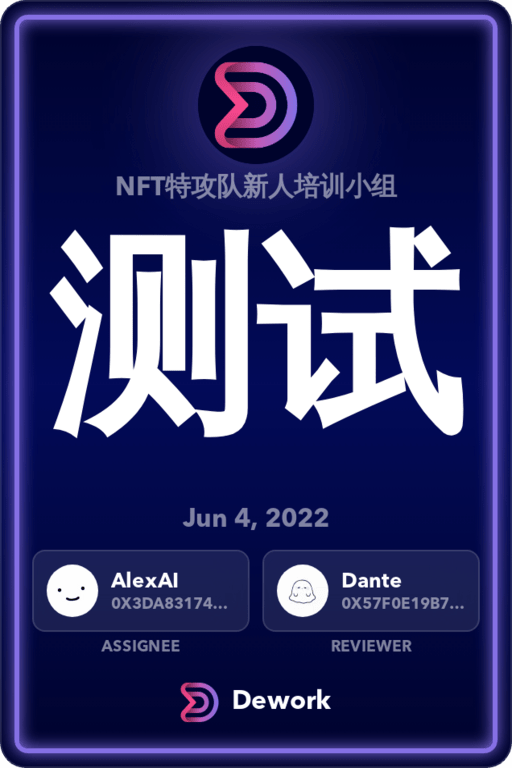 NFT特攻队新人培训小组
测试
Jun 4, 2022
AlexAI
0X3DA83174...
Dante
0X57F0E19B7...
ASSIGNEE
REVIEWER
Dework